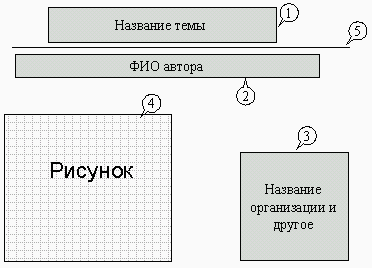 1
Название темы
5
ФИО автора
2
4
Рисунок
3
Название
организации и
другое